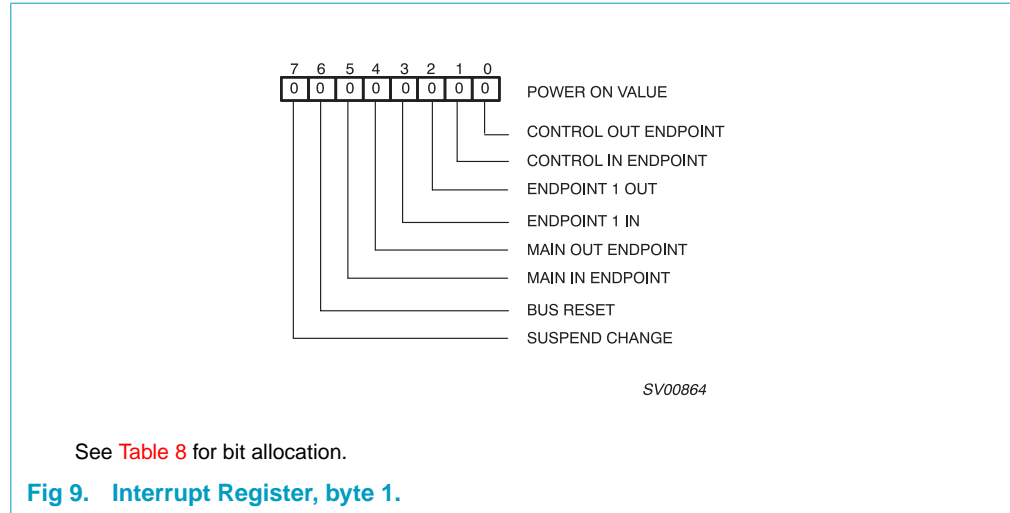 7 6 5 4 3 2 1 0
0 0 0 0 0 0 0 0 POWER ON VALUE
CONTROL OUT ENDPOINT
CONTROL IN ENDPOINT
ENDPOINT 1 OUT
ENDPOINT 1 IN
MAIN OUT ENDPOINT
MAIN IN ENDPOINT
BUS RESET
SUSPEND CHANGE
SV00864
See Table 8 for bit allocation.
Fig 9. Interrupt Register, byte 1.